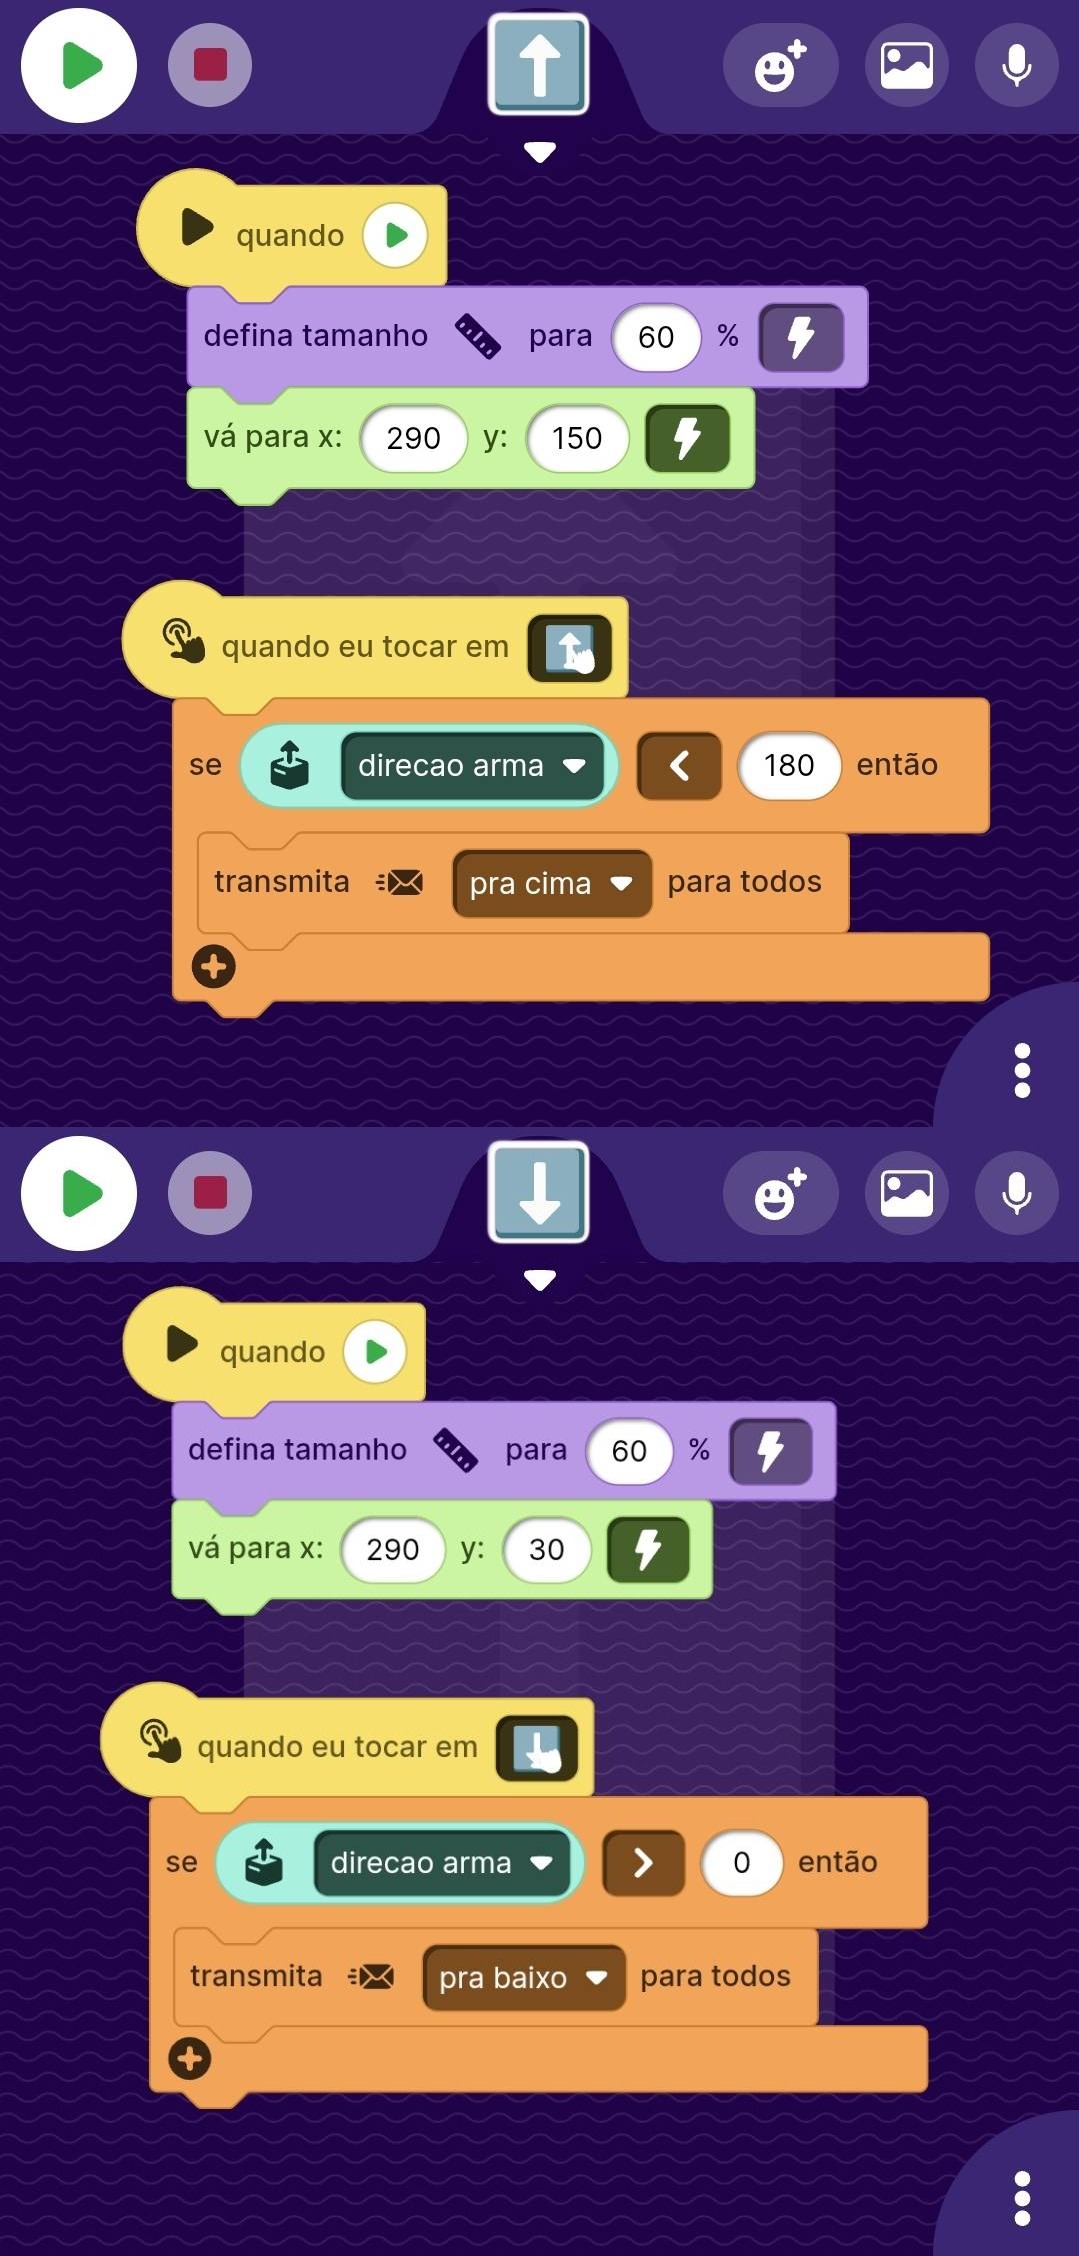 quando
defina tamanho para 60 %
vá para x: 290 y: 150
quando eu tocar em
se direcao arma < 180 então
transmita pra cima para todos
quando
defina tamanho para 60 %
vá para x: 290 y: 30
quando eu tocar em
se direcao arma > 0 então
transmita pra baixo para todos